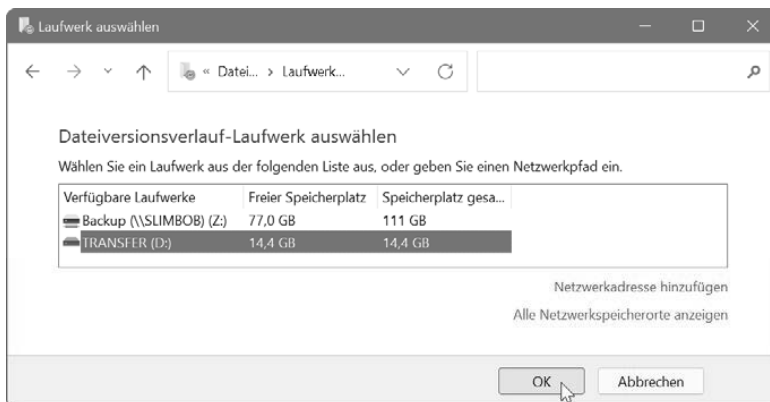 Laufwerk auswählen
« Datei... > Laufwerk...
Dateiversionsverlauf-Laufwerk auswählen
Wählen Sie ein Laufwerk aus der folgenden Liste aus, oder geben Sie einen Netzwerkpfad ein.
Verfügbare Laufwerke Freier Speicherplatz Speicherplatz gesa...
Backup (\\SLIMBOB) (Z:) 77,0 GB 111 GB
TRANSFER (D:) 14,4 GB 14,4 GB
Netzwerkadresse hinzufügen
Alle Netzwerkspeicherorte anzeigen
OK Abbrechen